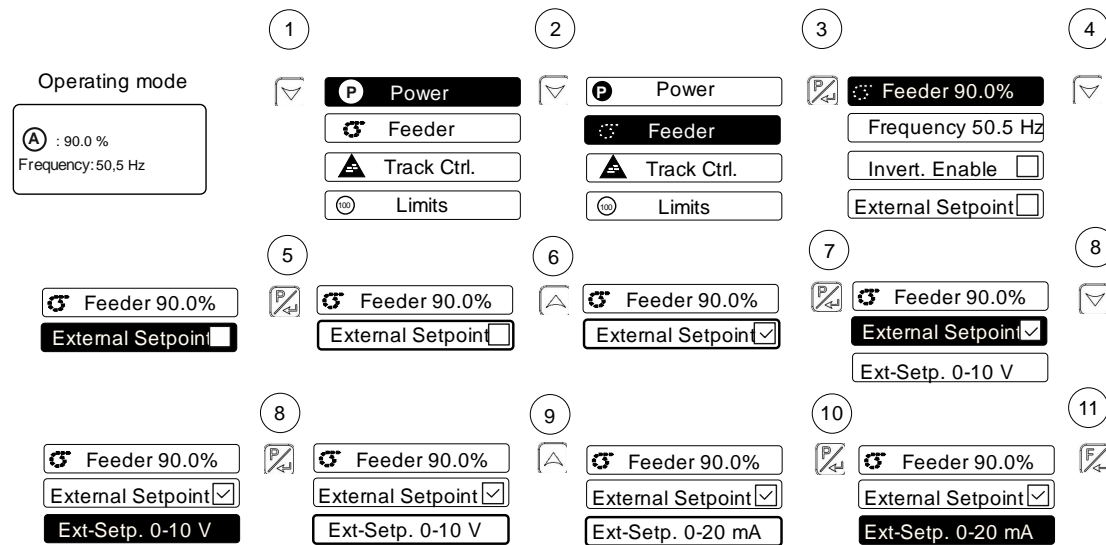 1 2 3 4
Operating mode
A : 90.0 %
Frequency: 50,5 Hz
P Power
Feeder
Track Ctrl.
100 Limits
P Power
Feeder
Track Ctrl.
100 Limits
P
Feeder 90.0%
Frequency 50.5 Hz
Invert. Enable
External Setpoint
5 6 7 8
Feeder 90.0%
External Setpoint
P
Feeder 90.0%
External Setpoint
Feeder 90.0%
External Setpoint
P
Feeder 90.0%
External Setpoint
Ext-Setp. 0-10 V
8 9 10 11
Feeder 90.0%
External Setpoint
Ext-Setp. 0-10 V
P
Feeder 90.0%
External Setpoint
Ext-Setp. 0-10 V
Feeder 90.0%
External Setpoint
Ext-Setp. 0-20 mA
P
Feeder 90.0%
External Setpoint
Ext-Setp. 0-20 mA
F